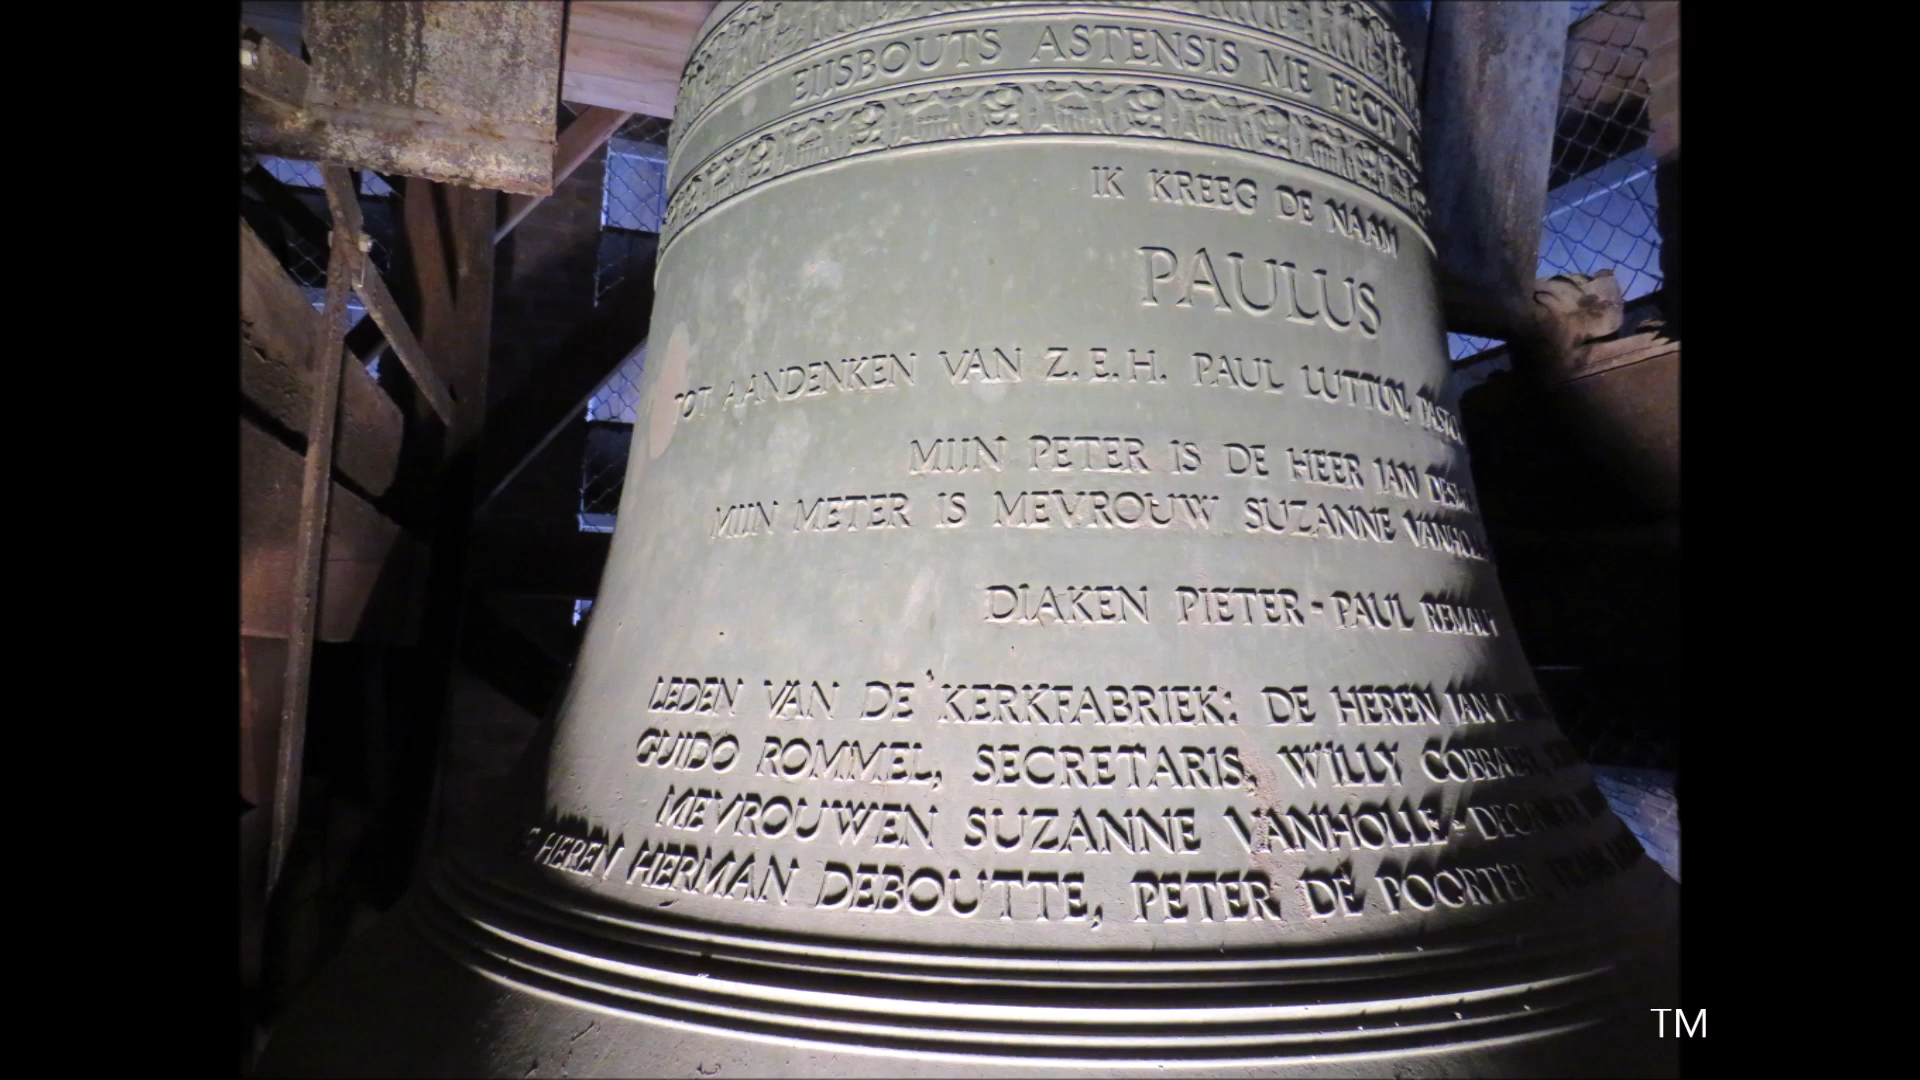 EIJSBOUTS ASTENSIS ME FECIT
IK KREEG DE NAAM
PAULUS
TOT AANDENKEN VAN Z.E.H. PAUL LUTTUN,
MIJN PETER IS DE HEER JAN
MIJN METER IS MEVROUW SUZANNE
DIAKEN PIETER-PAUL
LEDEN VAN DE KERKFABRIEK: DE HEREN JAN
GUIDO ROMMEL, SECRETARIS, WILLY
MEVROUWEN SUZANNE VANHOLLE-
HEREN HERMAN DEBOUTTE, PETER DE POORTER
TM